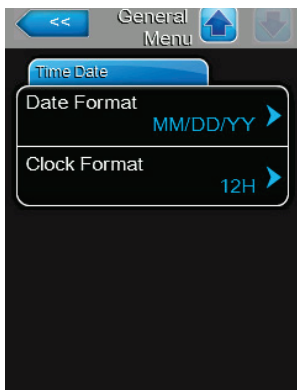 <<
General
Menu
Time Date
Date Format
MM/DD/YY
Clock Format
12H